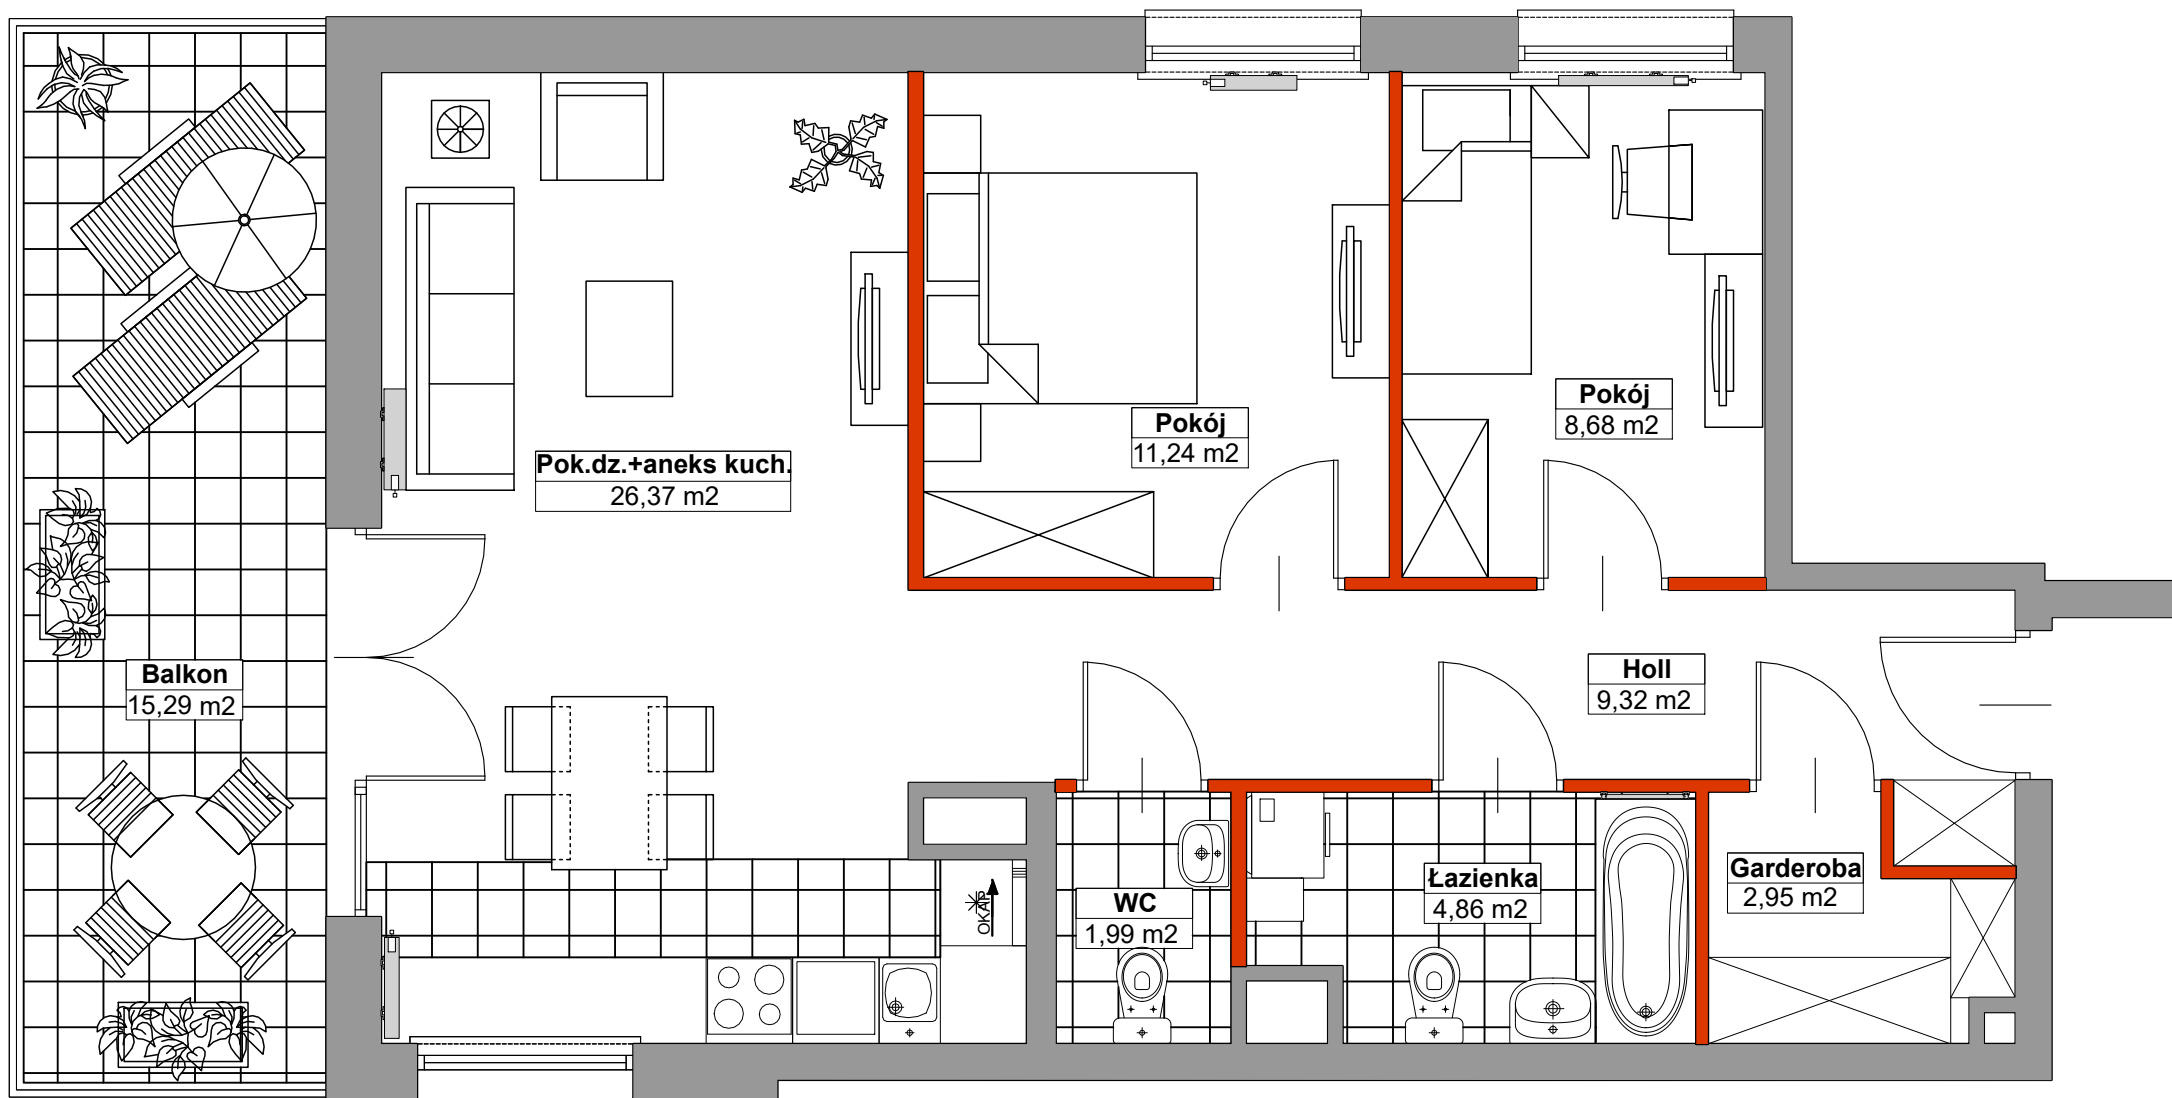 Pokój
8,68 m2
Pokój
11,24 m2
Pok.dz.+aneks kuch.
26,37 m2
Balkon
15,29 m2
Holl
9,32 m2
OKAP
WC
1,99 m2
Łazienka
4,86 m2
Garderoba
2,95 m2